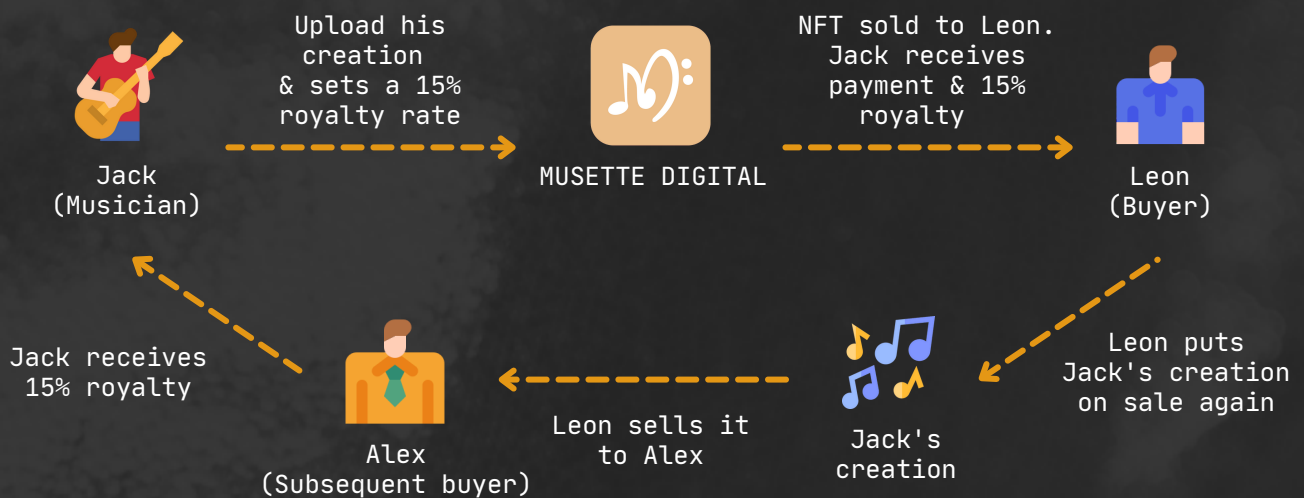 Upload his
creation
& sets a 15%
royalty rate
NFT sold to Leon.
Jack receives
payment & 15%
royalty
Jack
(Musician)
MUSETTE DIGITAL
Leon
(Buyer)
Jack receives
15% royalty
Alex
(Subsequent buyer)
Leon sells it
to Alex
Jack's
creation
Leon puts
Jack's creation
on sale again